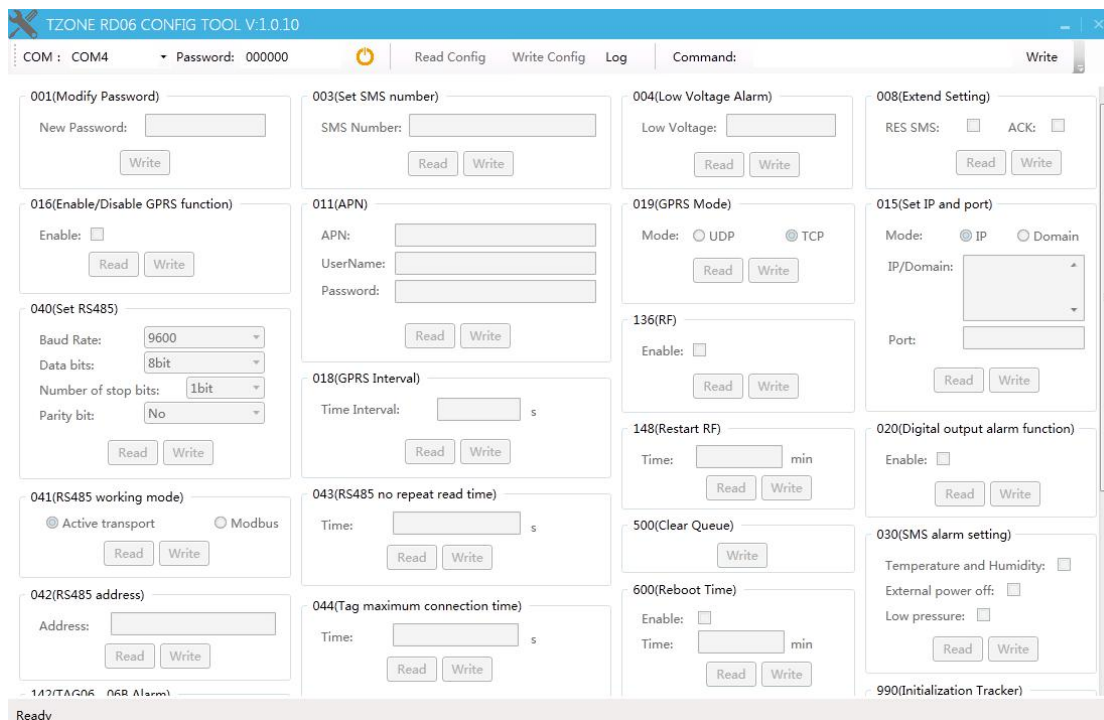 TZONE RD06 CONFIG TOOL V:1.0.10
COM : COM4 Password: 000000 Read Config Write Config Log Command: Write
001(Modify Password)
New Password:
Write
003(Set SMS number)
SMS Number:
Read Write
004(Low Voltage Alarm)
Low Voltage:
Read Write
008(Extend Setting)
RES SMS: ACK:
Read Write
016(Enable/Disable GPRS function)
Enable:
Read Write
011(APN)
APN:
UserName:
Password:
Read Write
019(GPRS Mode)
Mode: UDP TCP
Read Write
015(Set IP and port)
Mode: IP Domain
IP/Domain:
Port:
Read Write
040(Set RS485)
Baud Rate: 9600
Data bits: 8bit
Number of stop bits: 1bit
Parity bit: No
Read Write
018(GPRS Interval)
Time Interval: s
Read Write
136(RF)
Enable:
Read Write
148(Restart RF)
Time: min
Read Write
020(Digital output alarm function)
Enable:
Read Write
041(RS485 working mode)
Active transport Modbus
Read Write
043(RS485 no repeat read time)
Time: s
Read Write
500(Clear Queue)
Write
030(SMS alarm setting)
Temperature and Humidity:
External power off:
Low pressure:
Read Write
042(RS485 address)
Address:
Read Write
044(Tag maximum connection time)
Time: s
Read Write
600(Reboot Time)
Enable:
Time: min
Read Write
142(TAG06 06B Alarm)
990(Initialization Tracker)
Ready